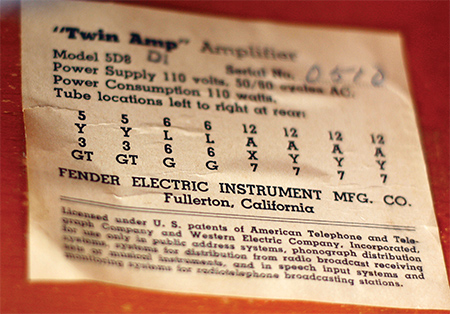 "Twin Amp" Amplifier
Model 5D8 Serial No.
Power Supply 110 volts, 50/60 cycles AC.
Power Consumption 110 watts.
Tube locations left to right at rear:
5 5 6 6 12 12 12 12
Y Y L L A A A A
3 3 6 6 X Y Y Y
GT GT G G 7 7 7 7
FENDER ELECTRIC INSTRUMENT MFG. CO.
Fullerton, California
Licensed under U. S. patents of American Telephone and Tele-
graph Company and Western Electric Company, Incorporated,
for use only in public address systems, phonograph distribution
systems, systems for distribution from radio broadcast receiving
musical instruments, and in speech input systems and
monitoring systems for radiotelephone broadcasting stations.